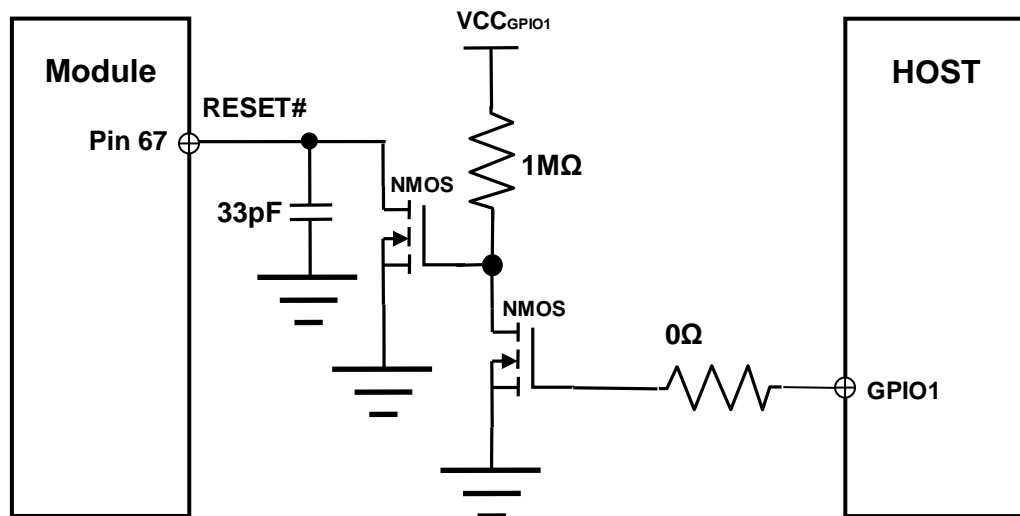 VCCGPIO1
Module
HOST
RESET#
Pin 67
1MΩ
NMOS
33pF
NMOS
0Ω
GPIO1